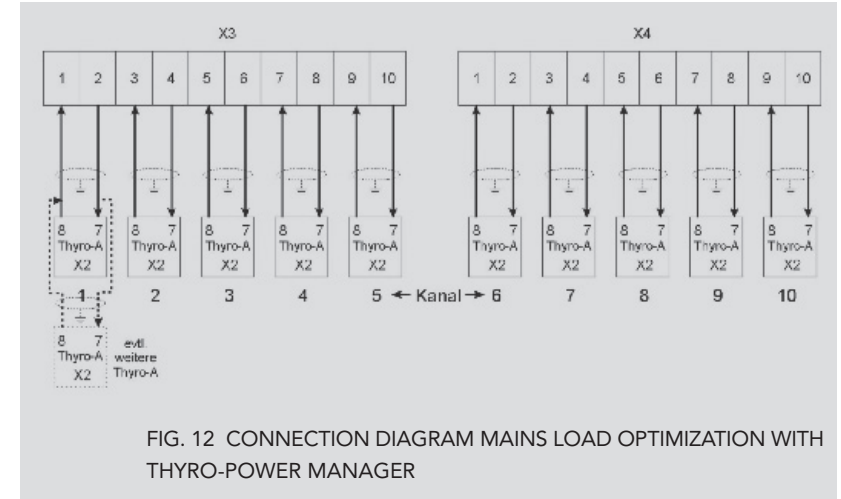 X3 X4
1 2 3 4 5 6 7 8 9 10 1 2 3 4 5 6 7 8 9 10
8 7 8 7 8 7 8 7 8 7 8 7 8 7 8 7 8 7 8 7
Thyro-A Thyro-A Thyro-A Thyro-A Thyro-A Thyro-A Thyro-A Thyro-A Thyro-A Thyro-A
X2 X2 X2 X2 X2 X2 X2 X2 X2 X2
1 2 3 4 5 ← Kanal → 6 7 8 9 10
8 7 evtl.
Thyro-A weitere
X2 Thyro-A
FIG. 12 CONNECTION DIAGRAM MAINS LOAD OPTIMIZATION WITH
THYRO-POWER MANAGER